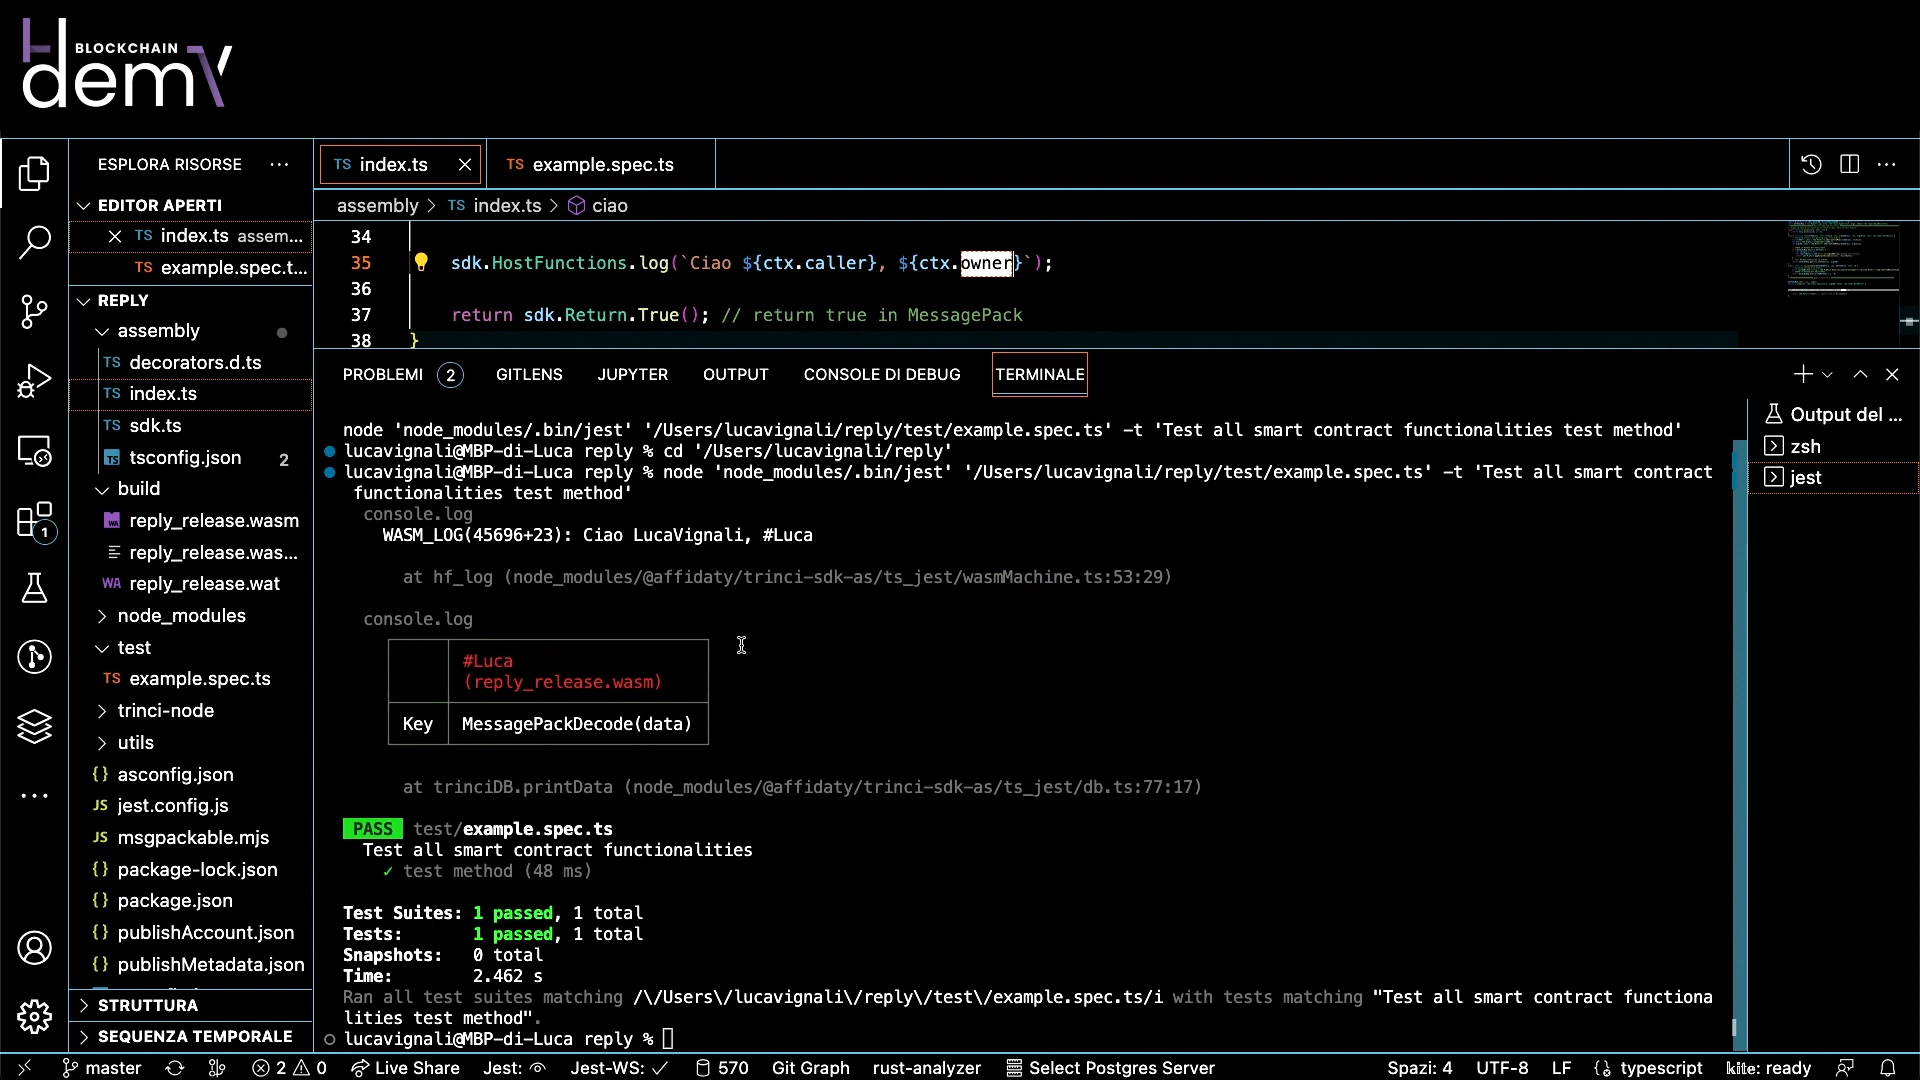 BLOCKCHAIN
demy
ESPLORA RISORSE
EDITOR APERTI
TS index.ts assem...
TS example.spec.t...
REPLY
assembly
TS decorators.d.ts
TS index.ts
TS sdk.ts
TS tsconfig.json 2
build
WA reply_release.wasm
reply_release.was...
WA reply_release.wat
node_modules
test
TS example.spec.ts
trinci-node
utils
{} asconfig.json
JS jest.config.js
JS msgpackable.mjs
{} package-lock.json
{} package.json
{} publishAccount.json
{} publishMetadata.json
STRUTTURA
SEQUENZA TEMPORALE
1
TS index.ts
TS example.spec.ts
assembly > TS index.ts > ciao
34
35 sdk.HostFunctions.log(`Ciao ${ctx.caller}, ${ctx.owner}`);
36
37 return sdk.Return.True(); // return true in MessagePack
38 }
PROBLEMI 2 GITLENS JUPYTER OUTPUT CONSOLE DI DEBUG TERMINALE
node 'node_modules/.bin/jest' '/Users/lucavignali/reply/test/example.spec.ts' -t 'Test all smart contract functionalities test method'
lucavignali@MBP-di-Luca reply % cd '/Users/lucavignali/reply'
lucavignali@MBP-di-Luca reply % node 'node_modules/.bin/jest' '/Users/lucavignali/reply/test/example.spec.ts' -t 'Test all smart contract
functionalities test method'
console.log
WASM_LOG(45696+23): Ciao LucaVignali, #Luca
at hf_log (node_modules/@affidaty/trinci-sdk-as/ts_jest/wasmMachine.ts:53:29)
console.log
#Luca
(reply_release.wasm)
Key MessagePackDecode(data)
at trinciDB.printData (node_modules/@affidaty/trinci-sdk-as/ts_jest/db.ts:77:17)
PASS test/example.spec.ts
Test all smart contract functionalities
✓ test method (48 ms)
Test Suites: 1 passed, 1 total
Tests: 1 passed, 1 total
Snapshots: 0 total
Time: 2.462 s
Ran all test suites matching /\/Users\/lucavignali\/reply\/test\/example.spec.ts/i with tests matching "Test all smart contract functiona
lities test method".
lucavignali@MBP-di-Luca reply %
Output del ...
zsh
jest
master 2 0 Live Share Jest: Jest-WS: ✓ 570 Git Graph rust-analyzer Select Postgres Server Spazi: 4 UTF-8 LF {} typescript kite: ready